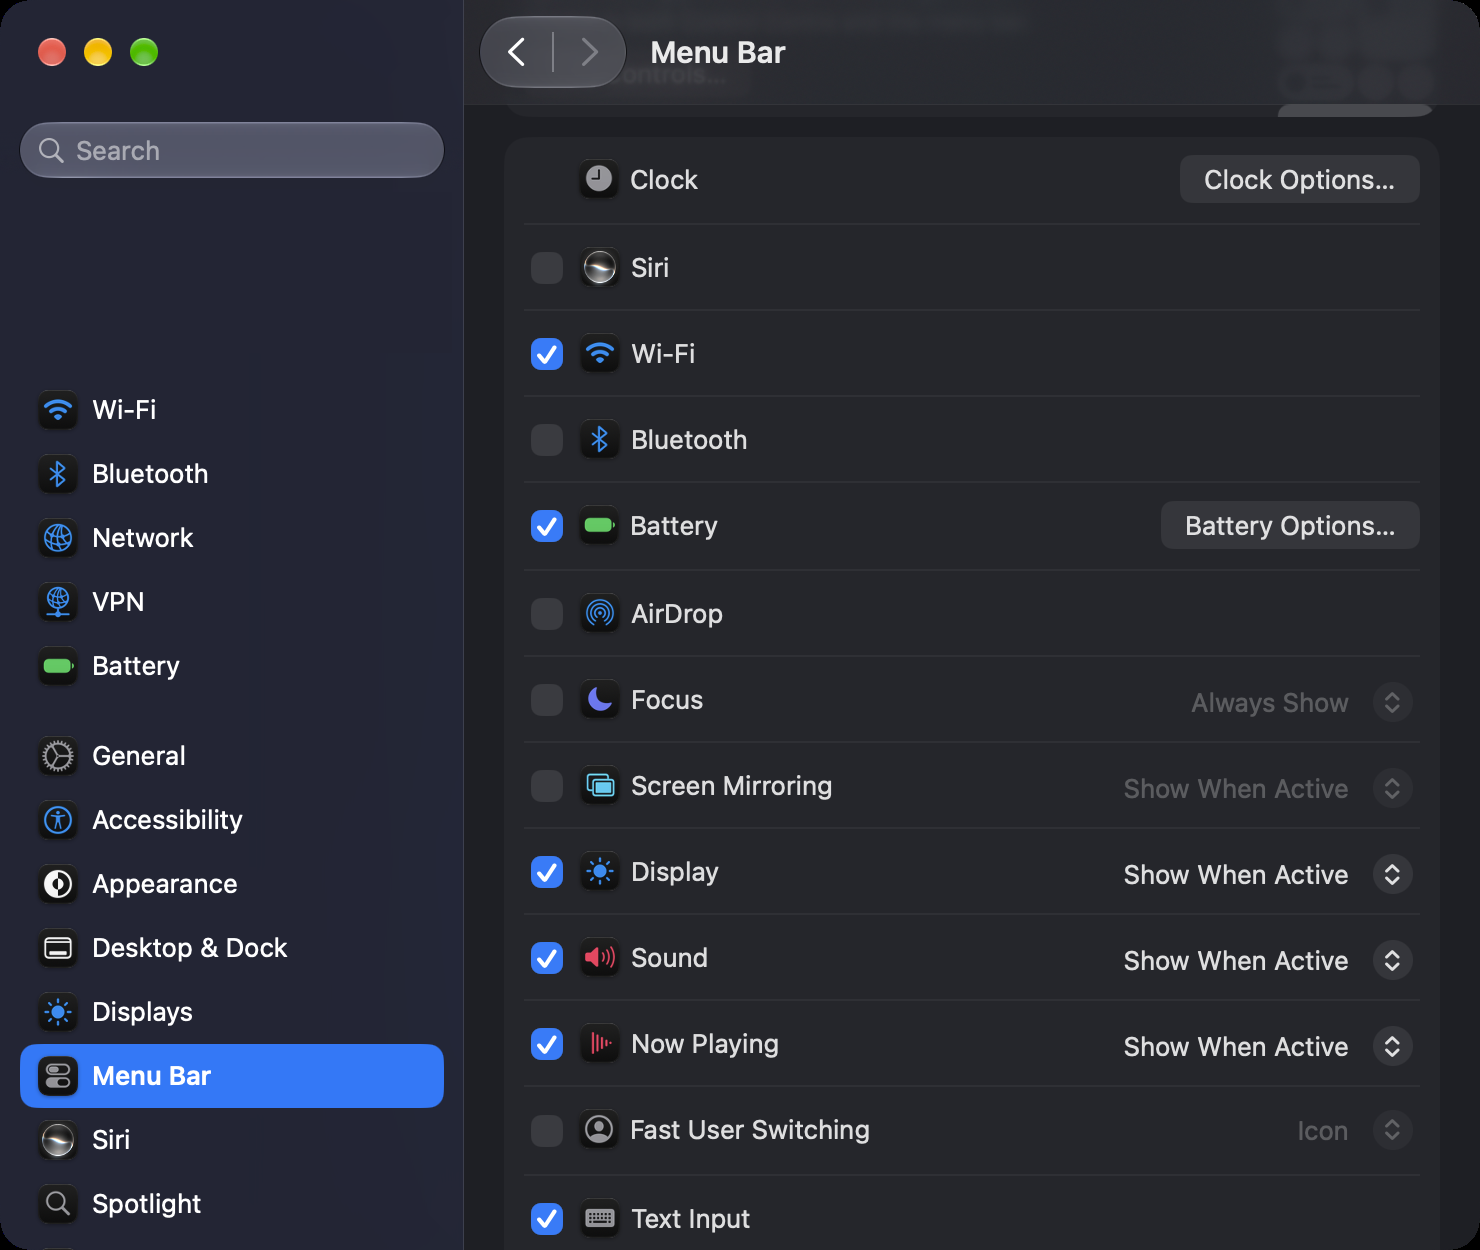 Menu Bar
Search
Wi-Fi
Bluetooth
Network
VPN
Battery
General
Accessibility
Appearance
Desktop & Dock
Displays
Menu Bar
Siri
Spotlight
Clock
Clock Options...
Siri
Wi-Fi
Bluetooth
Battery
Battery Options...
AirDrop
Focus
Always Show
Screen Mirroring
Show When Active
Display
Show When Active
Sound
Show When Active
Now Playing
Show When Active
Fast User Switching
Icon
Text Input